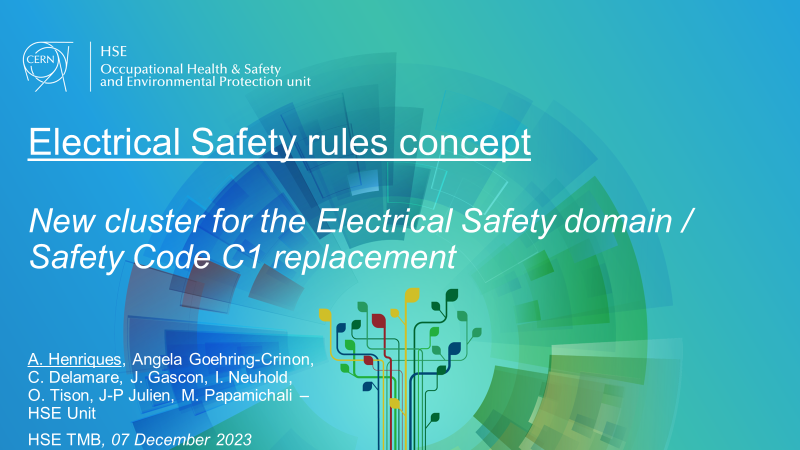 CERN
HSE
Occupational Health & Safety
and Environmental Protection unit
Electrical Safety rules concept
New cluster for the Electrical Safety domain /
Safety Code C1 replacement
A. Henriques, Angela Goehring-Crinon,
C. Delamare, J. Gascon, I. Neuhold,
O. Tison, J-P Julien, M. Papamichali –
HSE Unit
HSE TMB, 07 December 2023